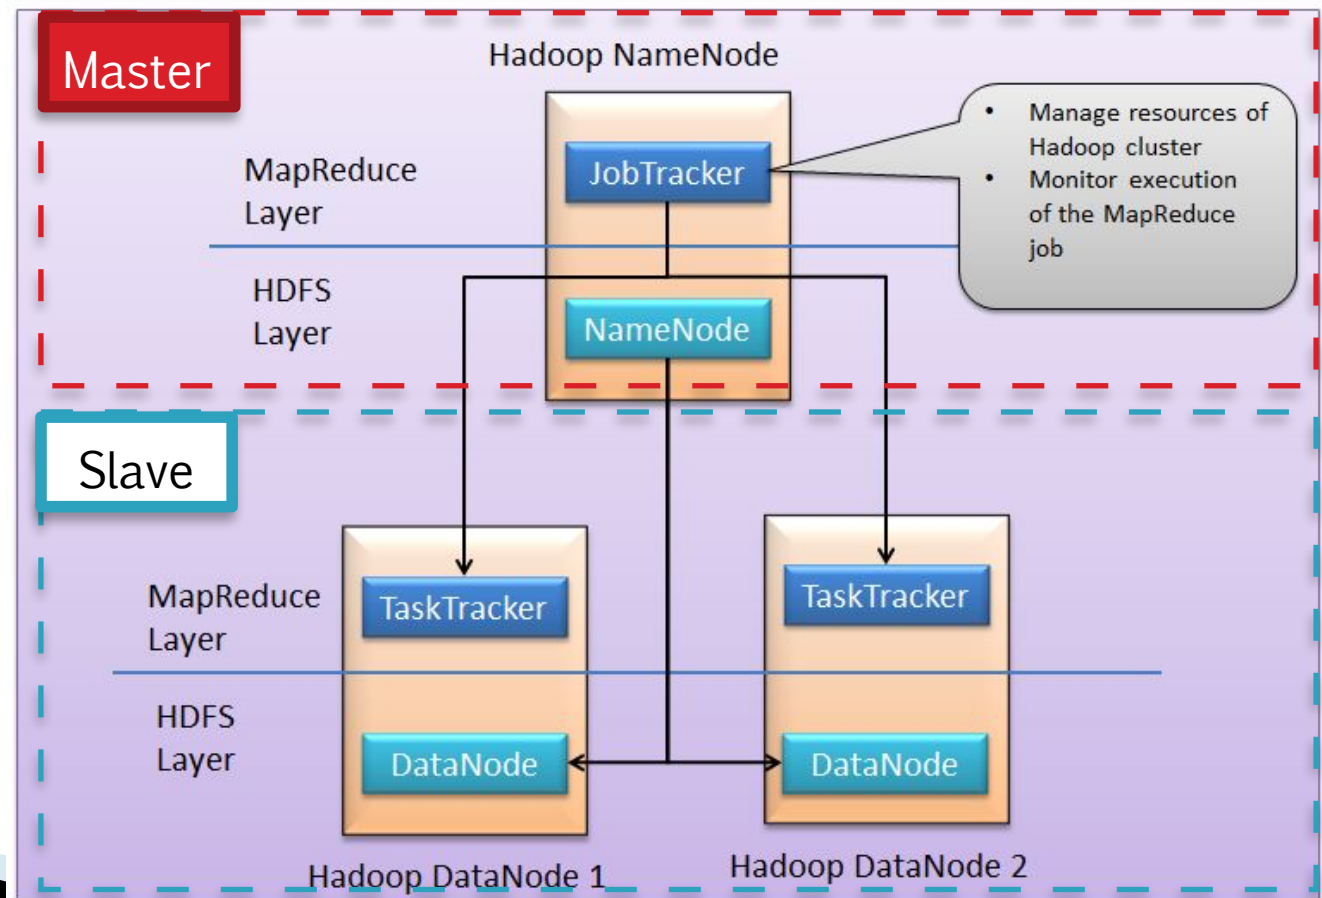 Master
Hadoop NameNode
MapReduce
Layer
JobTracker
• Manage resources of
Hadoop cluster
• Monitor execution
of the MapReduce
job
HDFS
Layer
NameNode
Slave
MapReduce
Layer
TaskTracker
TaskTracker
HDFS
Layer
DataNode
DataNode
Hadoop DataNode 1
Hadoop DataNode 2